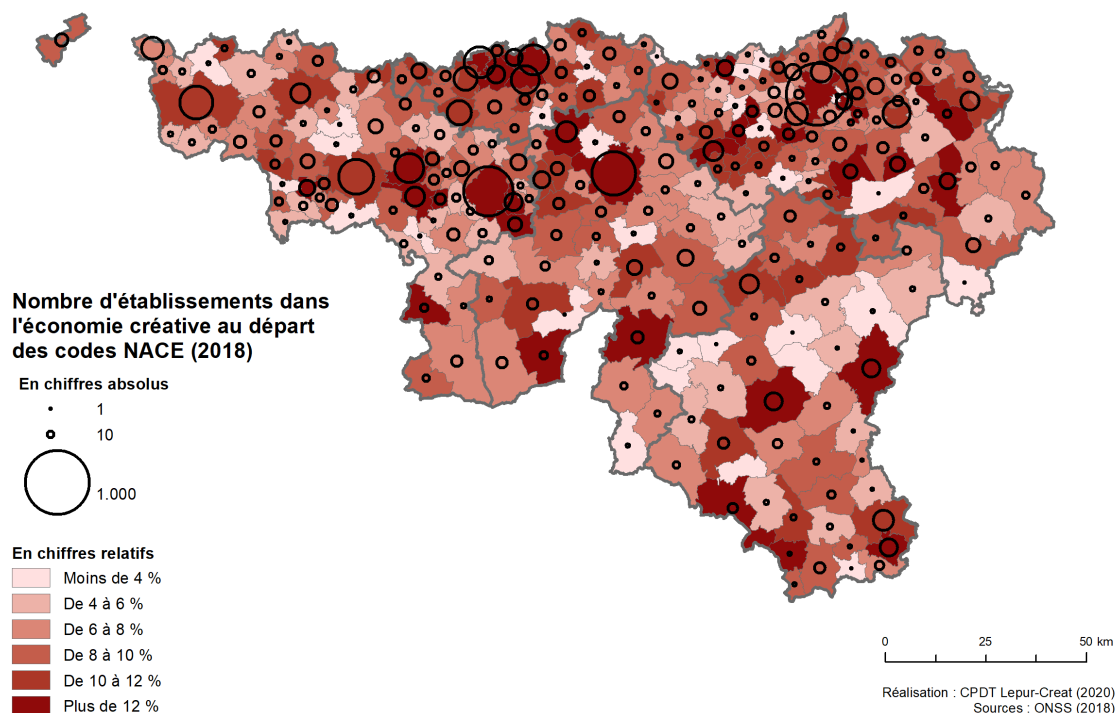 Nombre d'établissements dans
l'économie créative au départ
des codes NACE (2018)
En chiffres absolus
1
10
1.000
En chiffres relatifs
Moins de 4 %
De 4 à 6 %
De 6 à 8 %
De 8 à 10 %
De 10 à 12 %
Plus de 12 %
0 25 50 km
Réalisation : CPDT Lepur-Creat (2020)
Sources : ONSS (2018)